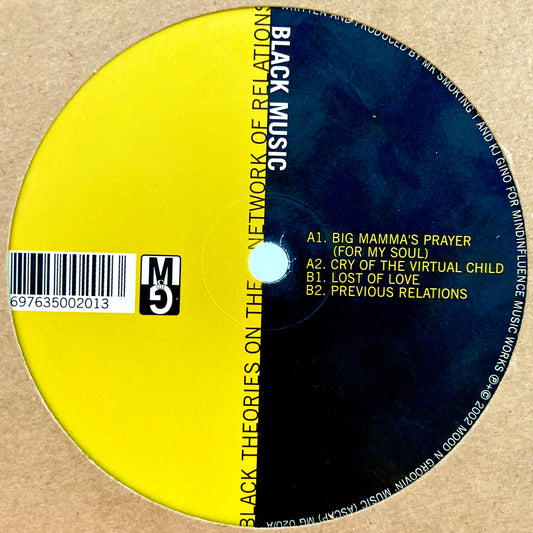 BLACK MUSIC
BLACK THEORIES ON THE NETWORK OF RELATIONS
A1. BIG MAMMA'S PRAYER
(FOR MY SOUL)
A2. CRY OF THE VIRTUAL CHILD
B1. LOST OF LOVE
B2. PREVIOUS RELATIONS
697635002013
M
G
WRITTEN AND PRODUCED BY MR SMOKING T AND KJ GINO FOR MINDINFLUENCE MUSIC WORKS ℗+© 2002 MOOD N GROOVIN' MUSIC (ASCAP) MG 020/A